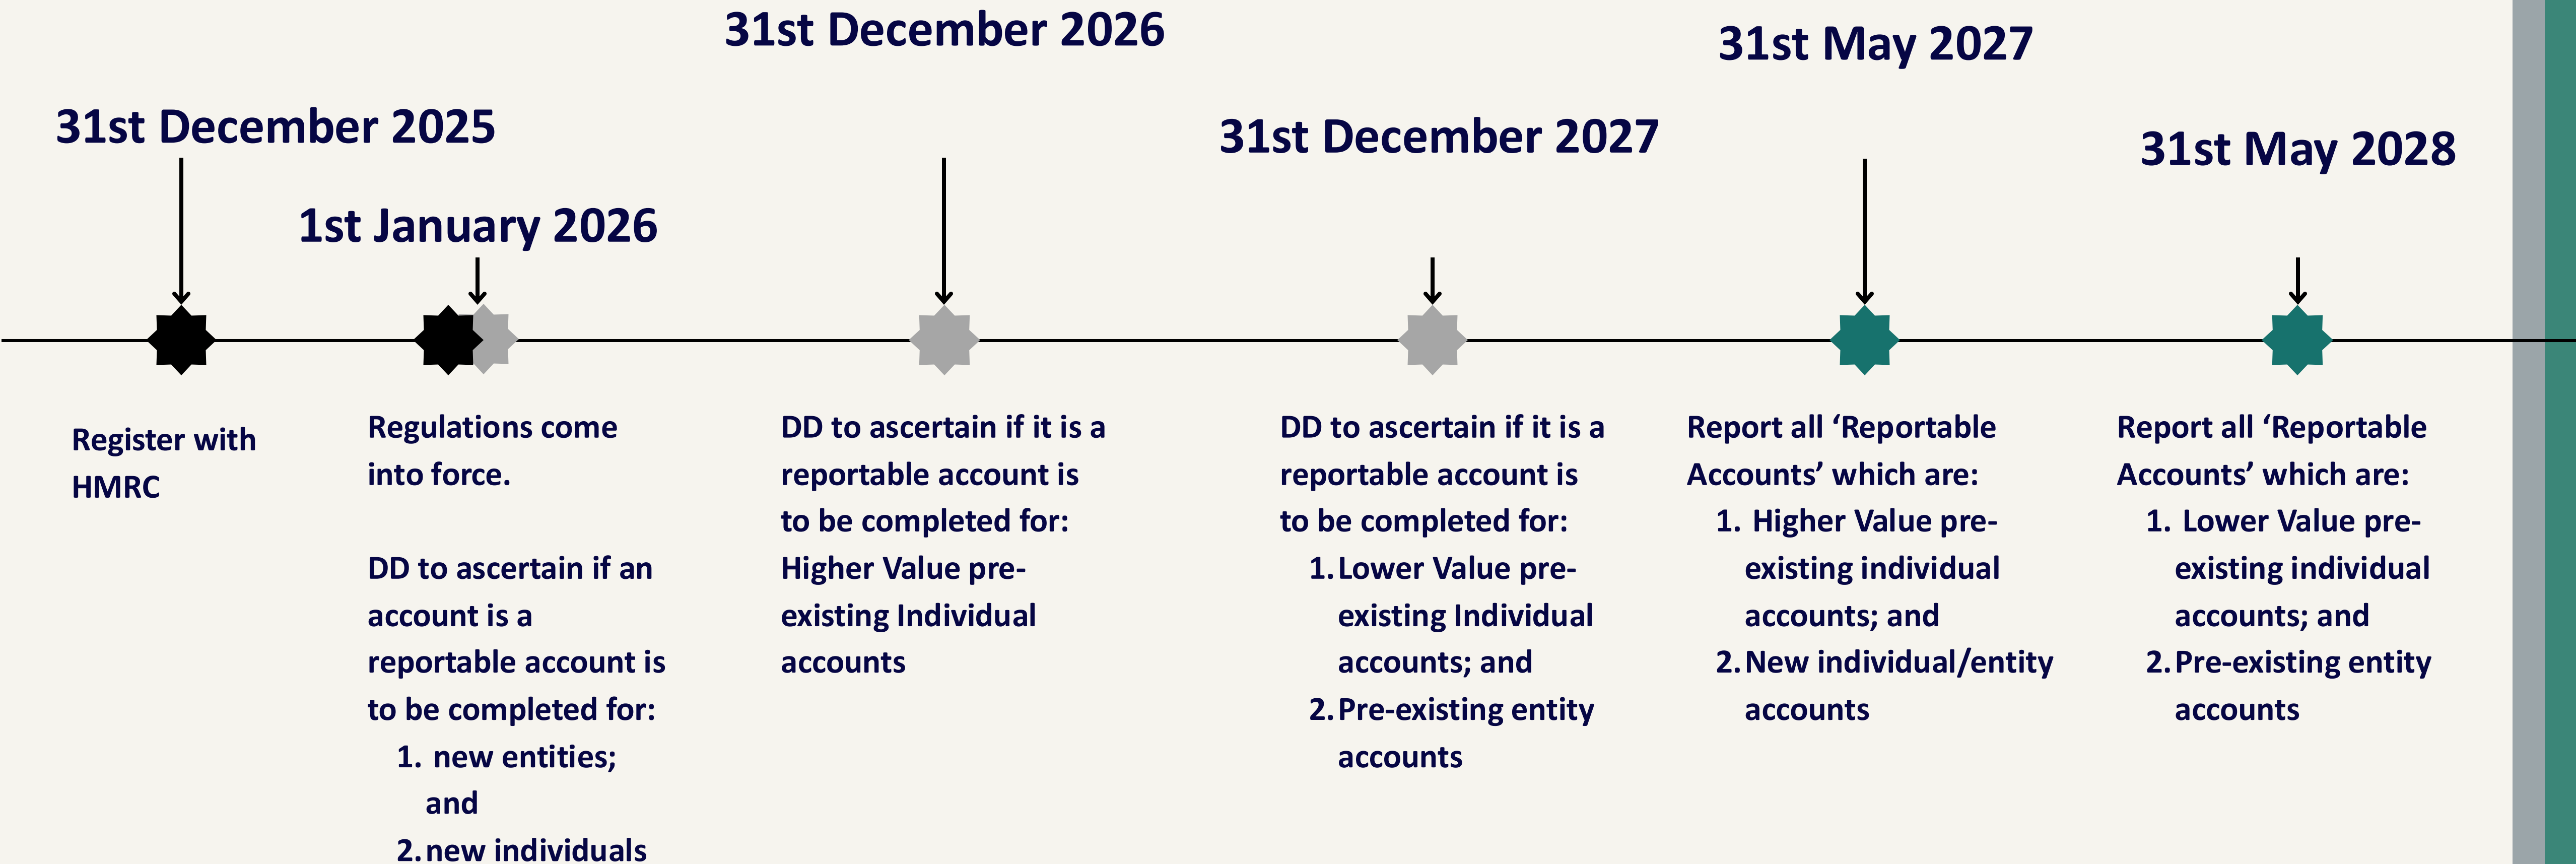 31st December 2025
Register with
HMRC
1st January 2026
Regulations come
into force.
DD to ascertain if an
account is a
reportable account is
to be completed for:
1. new entities;
and
2. new individuals
31st December 2026
DD to ascertain if it is a
reportable account is
to be completed for:
Higher Value pre-
existing Individual
accounts
31st December 2027
DD to ascertain if it is a
reportable account is
to be completed for:
1. Lower Value pre-
existing Individual
accounts; and
2. Pre-existing entity
accounts
31st May 2027
Report all ‘Reportable
Accounts’ which are:
1. Higher Value pre-
existing individual
accounts; and
2. New individual/entity
accounts
31st May 2028
Report all ‘Reportable
Accounts’ which are:
1. Lower Value pre-
existing individual
accounts; and
2. Pre-existing entity
accounts